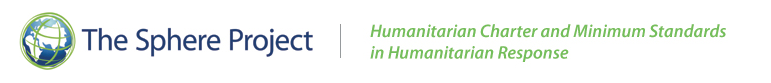 The Sphere Project
Humanitarian Charter and Minimum Standards
in Humanitarian Response